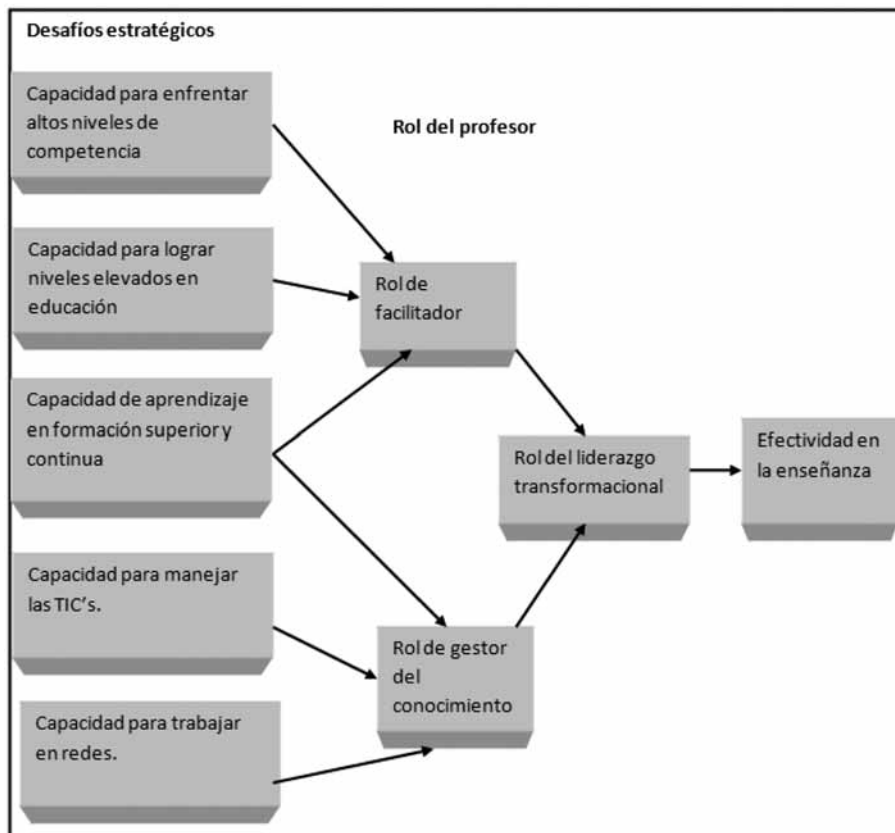 Desafíos estratégicos
Capacidad para enfrentar
altos niveles de
competencia
Rol del profesor
Capacidad para lograr
niveles elevados en
educación
Rol de
facilitador
Capacidad de aprendizaje
en formación superior y
continua
Rol del liderazgo
transformacional
Efectividad en
la enseñanza
Capacidad para manejar
las TIC's.
Rol de gestor
del
conocimiento
Capacidad para trabajar
en redes.